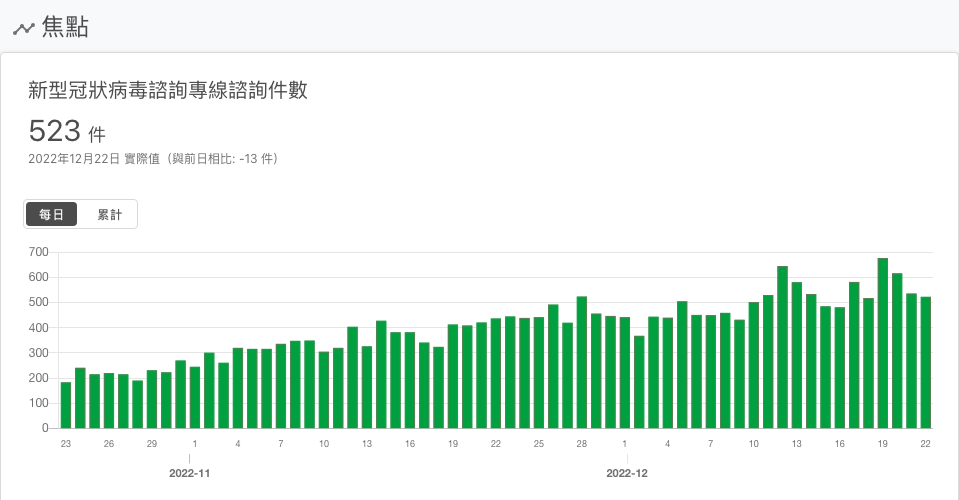 焦點
新型冠狀病毒諮詢專線諮詢件數
523 件
2022年12月22日 實際值（與前日相比: -13 件）
每日 累計
700
600
500
400
300
200
100
0
23 26 29 1 4 7 10 13 16 19 22 25 28 1 4 7 10 13 16 19 22
2022-11 2022-12